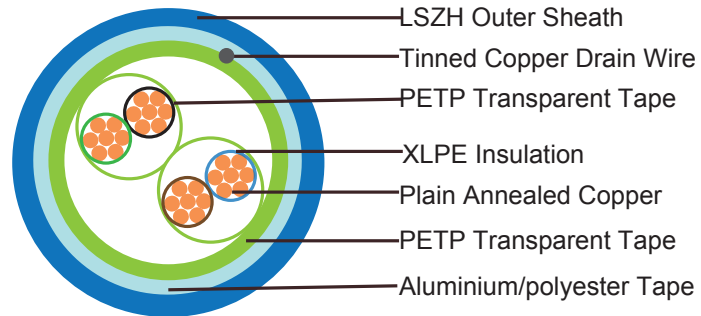 LSZH Outer Sheath
Tinned Copper Drain Wire
PETP Transparent Tape
XLPE Insulation
Plain Annealed Copper
PETP Transparent Tape
Aluminium/polyester Tape